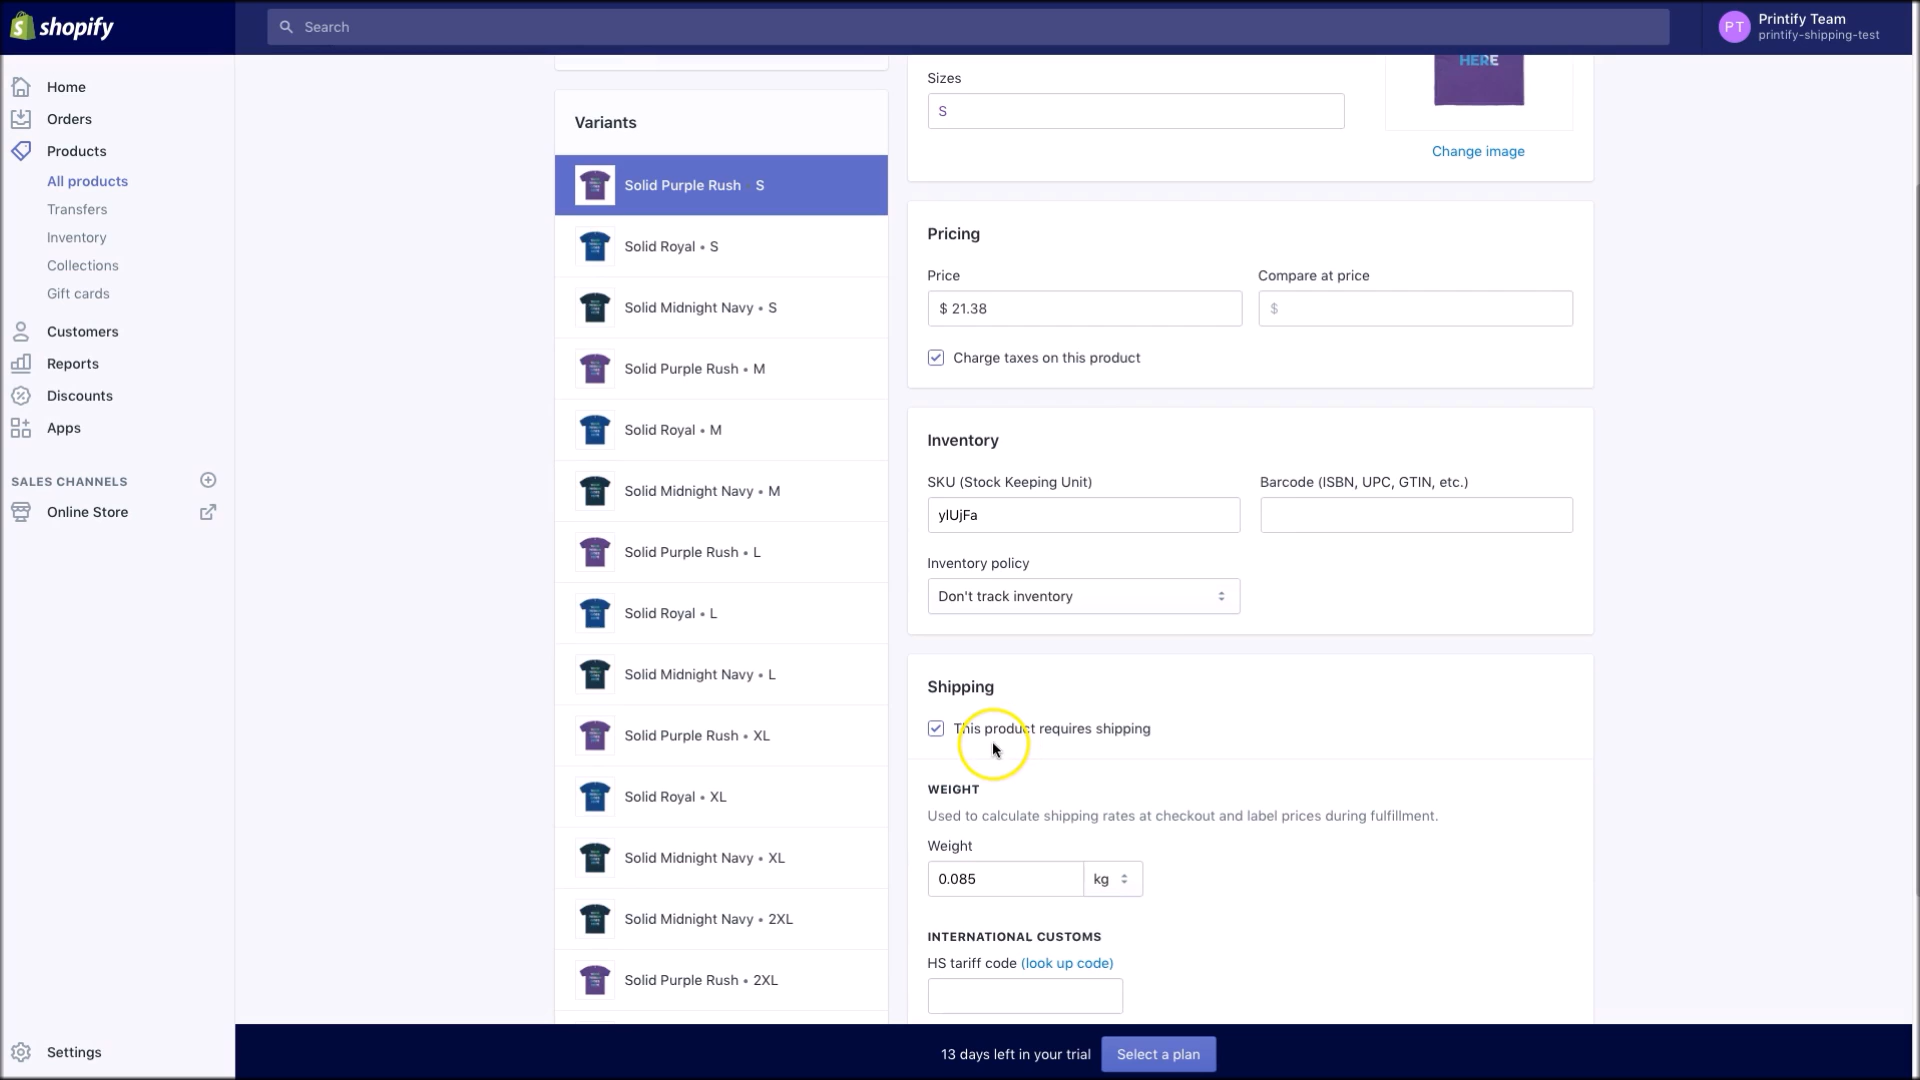 shopify
Search
PT
Printify Team
printify-shipping-test
Home
Orders
Products
All products
Transfers
Inventory
Collections
Gift cards
Customers
Reports
Discounts
Apps
SALES CHANNELS
Online Store
Settings
Variants
Solid Purple Rush • S
Solid Royal • S
Solid Midnight Navy • S
Solid Purple Rush • M
Solid Royal • M
Solid Midnight Navy • M
Solid Purple Rush • L
Solid Royal • L
Solid Midnight Navy • L
Solid Purple Rush • XL
Solid Royal • XL
Solid Midnight Navy • XL
Solid Midnight Navy • 2XL
Solid Purple Rush • 2XL
Sizes
S
HERE
Change image
Pricing
Price
Compare at price
$ 21.38
$
Charge taxes on this product
Inventory
SKU (Stock Keeping Unit)
Barcode (ISBN, UPC, GTIN, etc.)
ylUjFa
Inventory policy
Don't track inventory
Shipping
This product requires shipping
WEIGHT
Used to calculate shipping rates at checkout and label prices during fulfillment.
Weight
0.085
kg
INTERNATIONAL CUSTOMS
HS tariff code (look up code)
13 days left in your trial
Select a plan